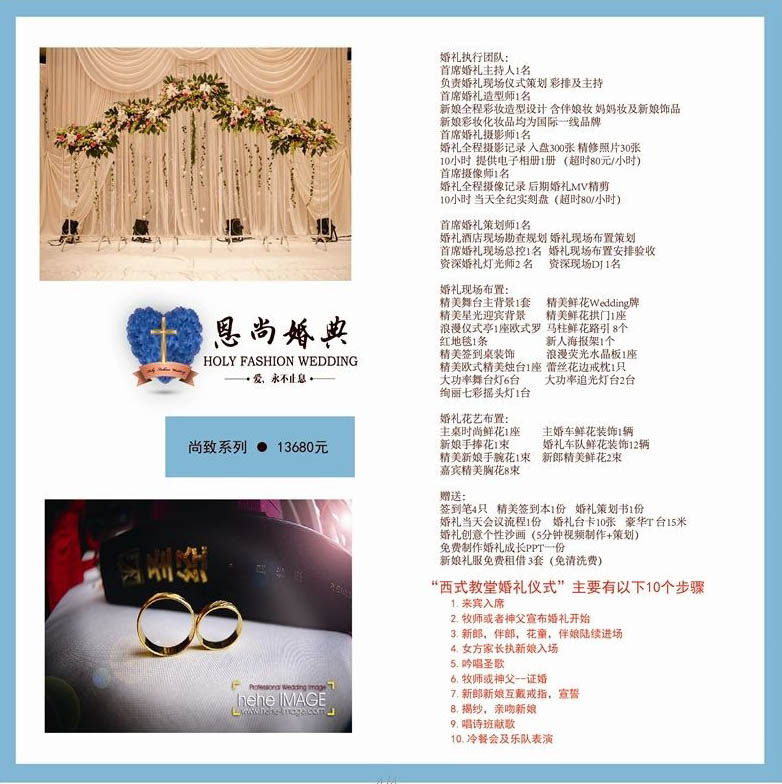 恩尚婚典
HOLY FASHION WEDDING
爱,永不止息
Holy Fashion Wedding
尚致系列 ● 13680元
圣经
Professional Wedding Image
hehe IMAGE
www.hehe-image.com
婚礼执行团队:
首席婚礼主持人1名
负责婚礼现场仪式策划 彩排及主持
首席婚礼造型师1名
新娘全程彩妆造型设计 含伴娘妆 妈妈妆及新娘饰品
新娘彩妆化妆品均为国际一线品牌
首席婚礼摄影师1名
婚礼全程摄影记录 入盘300张 精修照片30张
10小时 提供电子相册1册 (超时80元/小时)
首席摄像师1名
婚礼全程摄像记录 后期婚礼MV精剪
10小时 当天全纪实刻盘 (超时80/小时)
首席婚礼策划师1名
婚礼酒店现场勘查规划 婚礼现场布置策划
首席婚礼现场总控1名 婚礼现场布置安排验收
资深婚礼灯光师2 名 资深现场DJ 1名
婚礼现场布置:
精美舞台主背景1套 精美鲜花Wedding牌
精美星光迎宾背景 精美鲜花拱门1座
浪漫仪式亭1座欧式罗 马柱鲜花路引 8个
红地毯1条 新人海报架1个
精美签到桌装饰 浪漫荧光水晶板1座
精美欧式精美烛台1座 蕾丝花边戒枕1只
大功率舞台灯6台 大功率追光灯台2台
绚丽七彩摇头灯1台
婚礼花艺布置:
主桌时尚鲜花1座 主婚车鲜花装饰1辆
新娘手捧花1束 婚礼车队鲜花装饰12辆
精美新娘手腕花1束 新郎精美鲜花2束
嘉宾精美胸花8束
赠送:
签到笔4只 精美签到本1份 婚礼策划书1份
婚礼当天会议流程1份 婚礼台卡10张 豪华T 台15米
婚礼创意个性沙画 (5分钟视频制作+策划)
免费制作婚礼成长PPT一份
新娘礼服免费租借 3套 (免清洗费)
“西式教堂婚礼仪式”主要有以下10个步骤
1. 来宾入席
2. 牧师或者神父宣布婚礼开始
3. 新郎,伴郎,花童,伴娘陆续进场
4. 女方家长执新娘入场
5. 吟唱圣歌
6. 牧师或神父--证婚
7. 新郎新娘互戴戒指,宣誓
8. 揭纱,亲吻新娘
9. 唱诗班献歌
10. 冷餐会及乐队表演